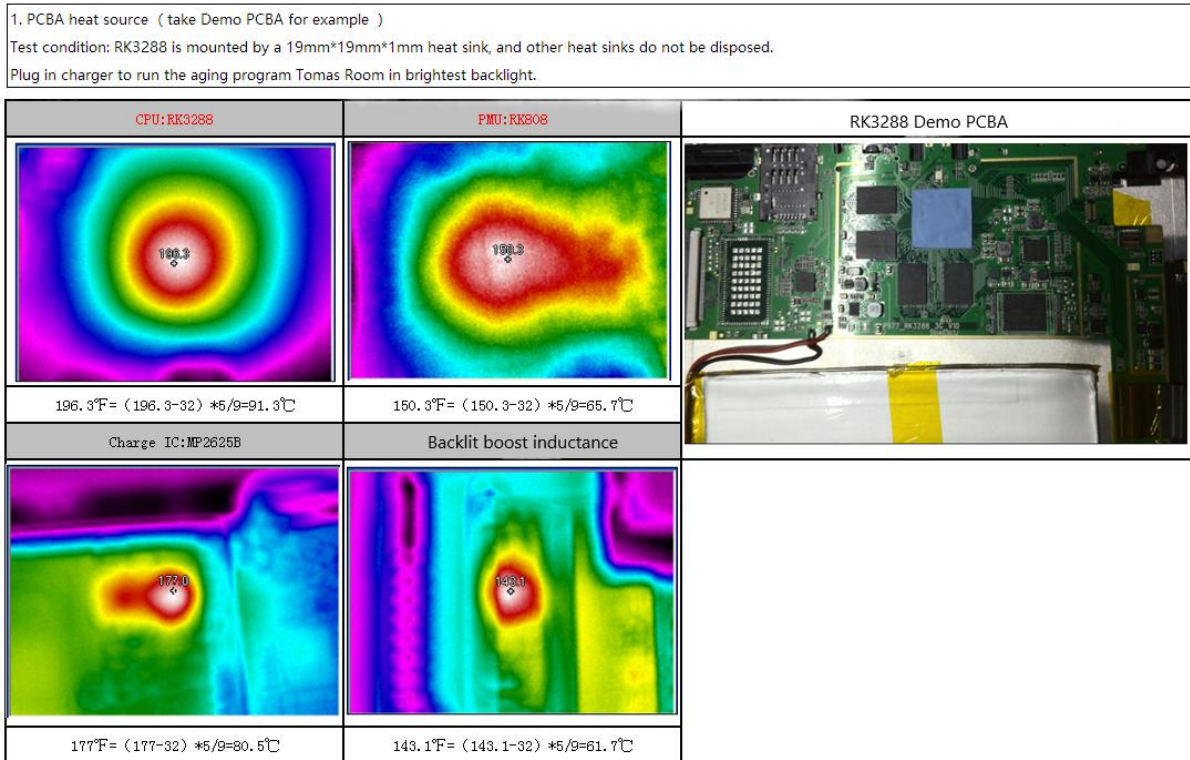 1. PCBA heat source （take Demo PCBA for example ）
Test condition: RK3288 is mounted by a 19mm*19mm*1mm heat sink, and other heat sinks do not be disposed.
Plug in charger to run the aging program Tomas Room in brightest backlight.
CPU:RK3288
PMU:RK808
RK3288 Demo PCBA
196.3
150.3
P977_RK3288_3G_V10
196.3℉=（196.3-32）*5/9=91.3℃
150.3℉=（150.3-32）*5/9=65.7℃
Charge IC:MP2625B
Backlit boost inductance
177.0
143.1
177℉=（177-32）*5/9=80.5℃
143.1℉=（143.1-32）*5/9=61.7℃